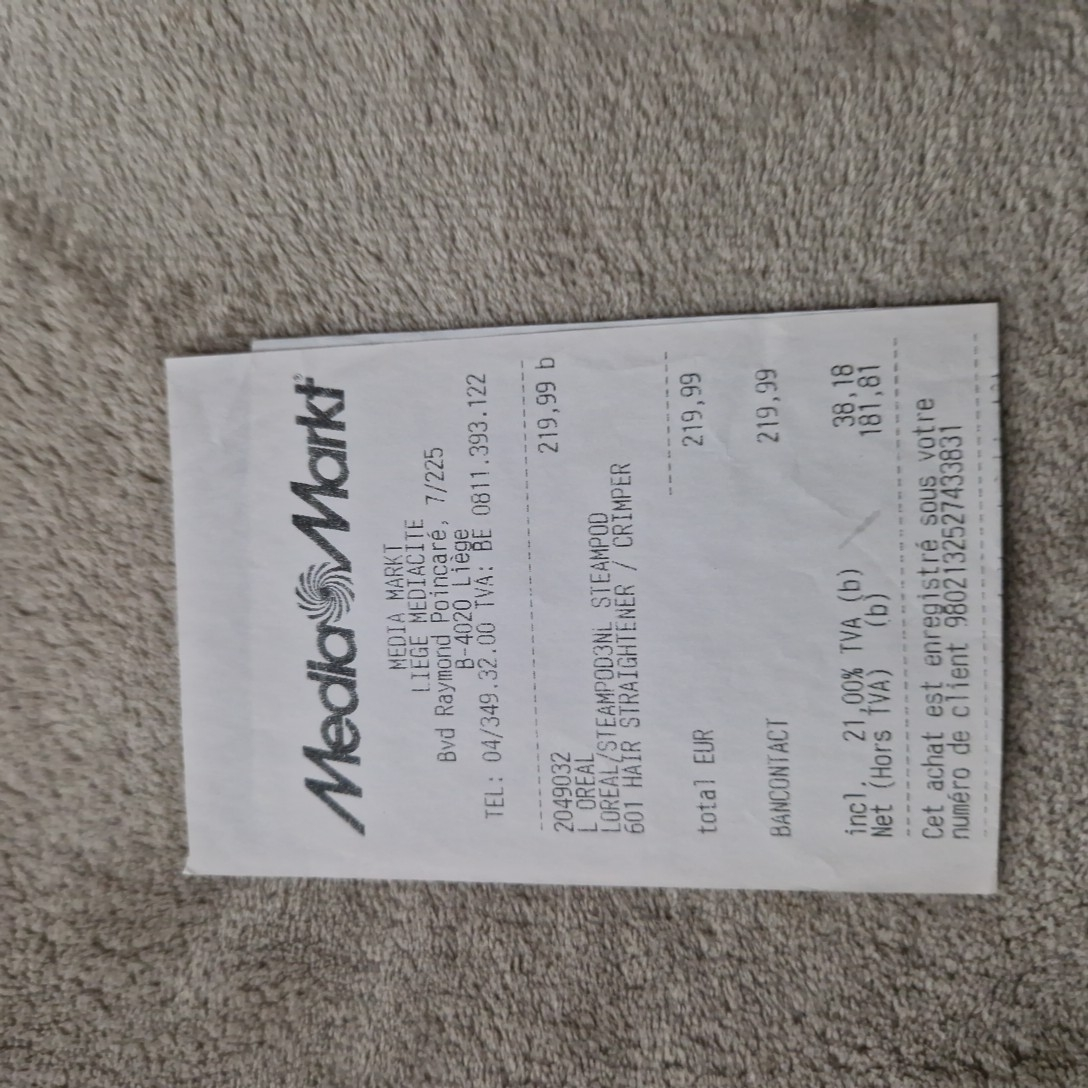 Media Markt
MEDIA MARKT
LIEGE MEDIACITE
Bvd Raymond Poincaré, 7/225
B-4020 Liège
TEL: 04/349.32.00 TVA: BE 0811.393.122
2049032 219,99 b
L OREAL
LOREAL/STEAMPOD3NL STEAMPOD
601 HAIR STRAIGHTENER / CRIMPER
total EUR 219,99
BANCONTACT 219,99
incl. 21,00% TVA (b) 38,18
Net (Hors TVA) (b) 181,81
Cet achat est enregistré sous votre
numéro de client 9802132527433831